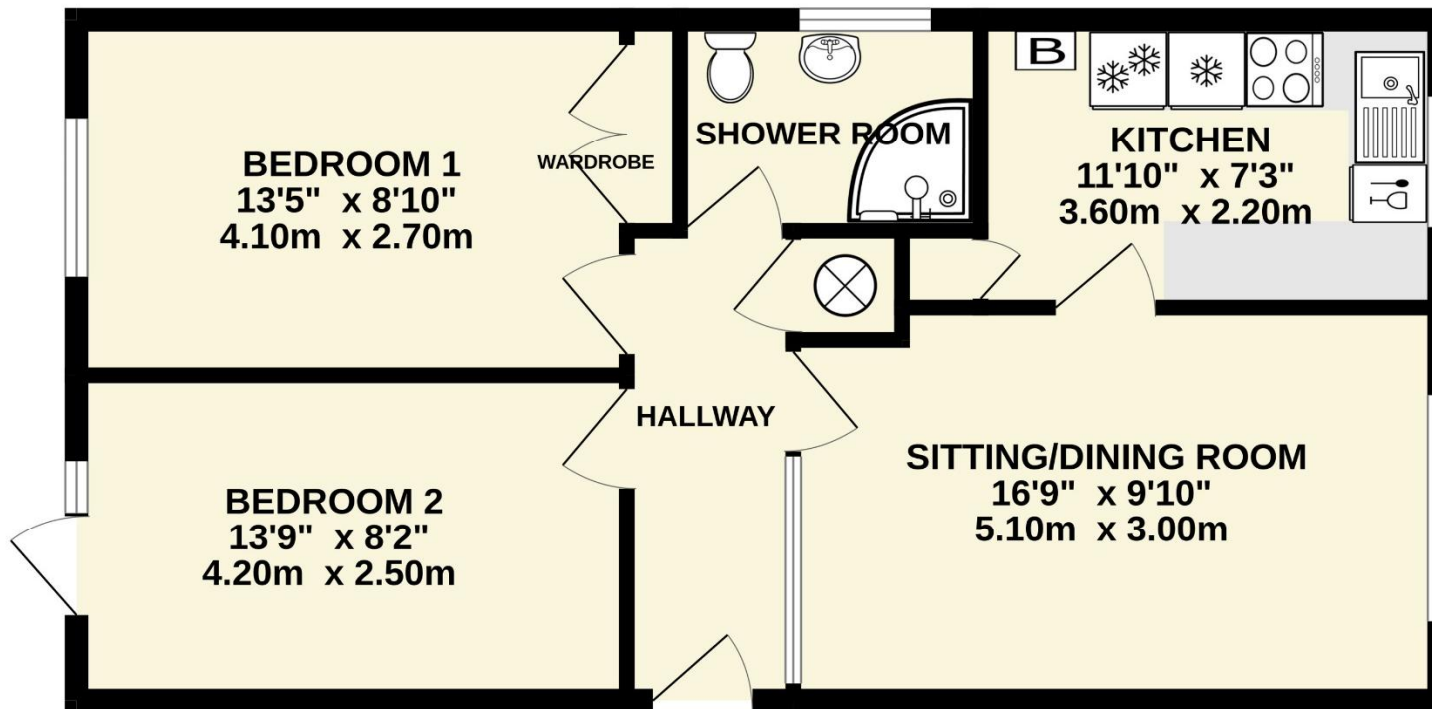 BEDROOM 1
13'5" x 8'10"
4.10m x 2.70m
WARDROBE
SHOWER ROOM
B
KITCHEN
11'10" x 7'3"
3.60m x 2.20m
HALLWAY
BEDROOM 2
13'9" x 8'2"
4.20m x 2.50m
SITTING/DINING ROOM
16'9" x 9'10"
5.10m x 3.00m